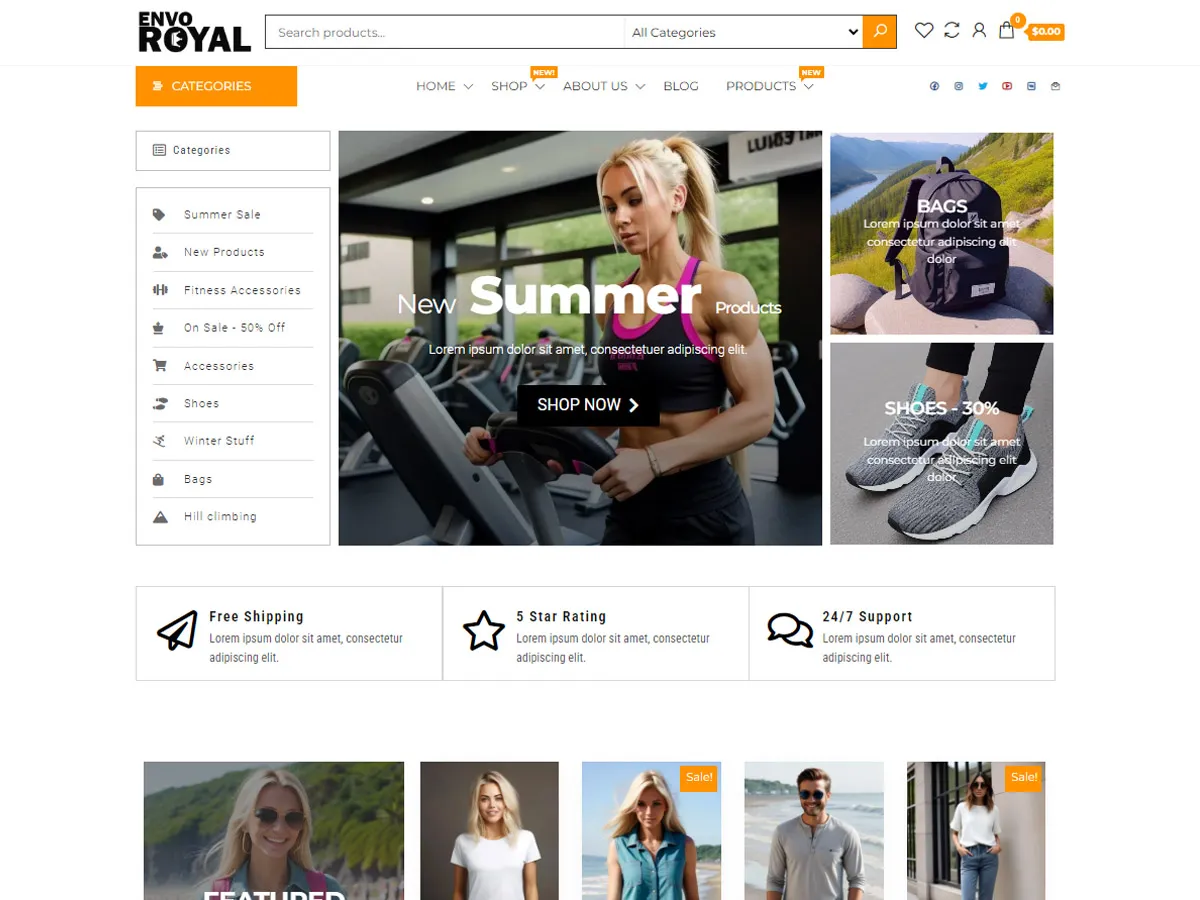 ENVO
ROYAL
Search products...
All Categories
0
$0.00
CATEGORIES
HOME
SHOP
NEW!
ABOUT US
BLOG
PRODUCTS
NEW
Categories
Summer Sale
New Products
Fitness Accessories
On Sale - 50% Off
Accessories
Shoes
Winter Stuff
Bags
Hill climbing
New Summer Products
Lorem ipsum dolor sit amet, consectetuer adipiscing elit.
SHOP NOW
BAGS
Lorem ipsum dolor sit amet
consectetur adipiscing elit
dolor
SHOES - 30%
Lorem ipsum dolor sit amet
consectetur adipiscing elit
dolor
Free Shipping
Lorem ipsum dolor sit amet, consectetur
adipiscing elit.
5 Star Rating
Lorem ipsum dolor sit amet, consectetur
adipiscing elit.
24/7 Support
Lorem ipsum dolor sit amet, consectetur
adipiscing elit.
Sale!
Sale!
FEATURED